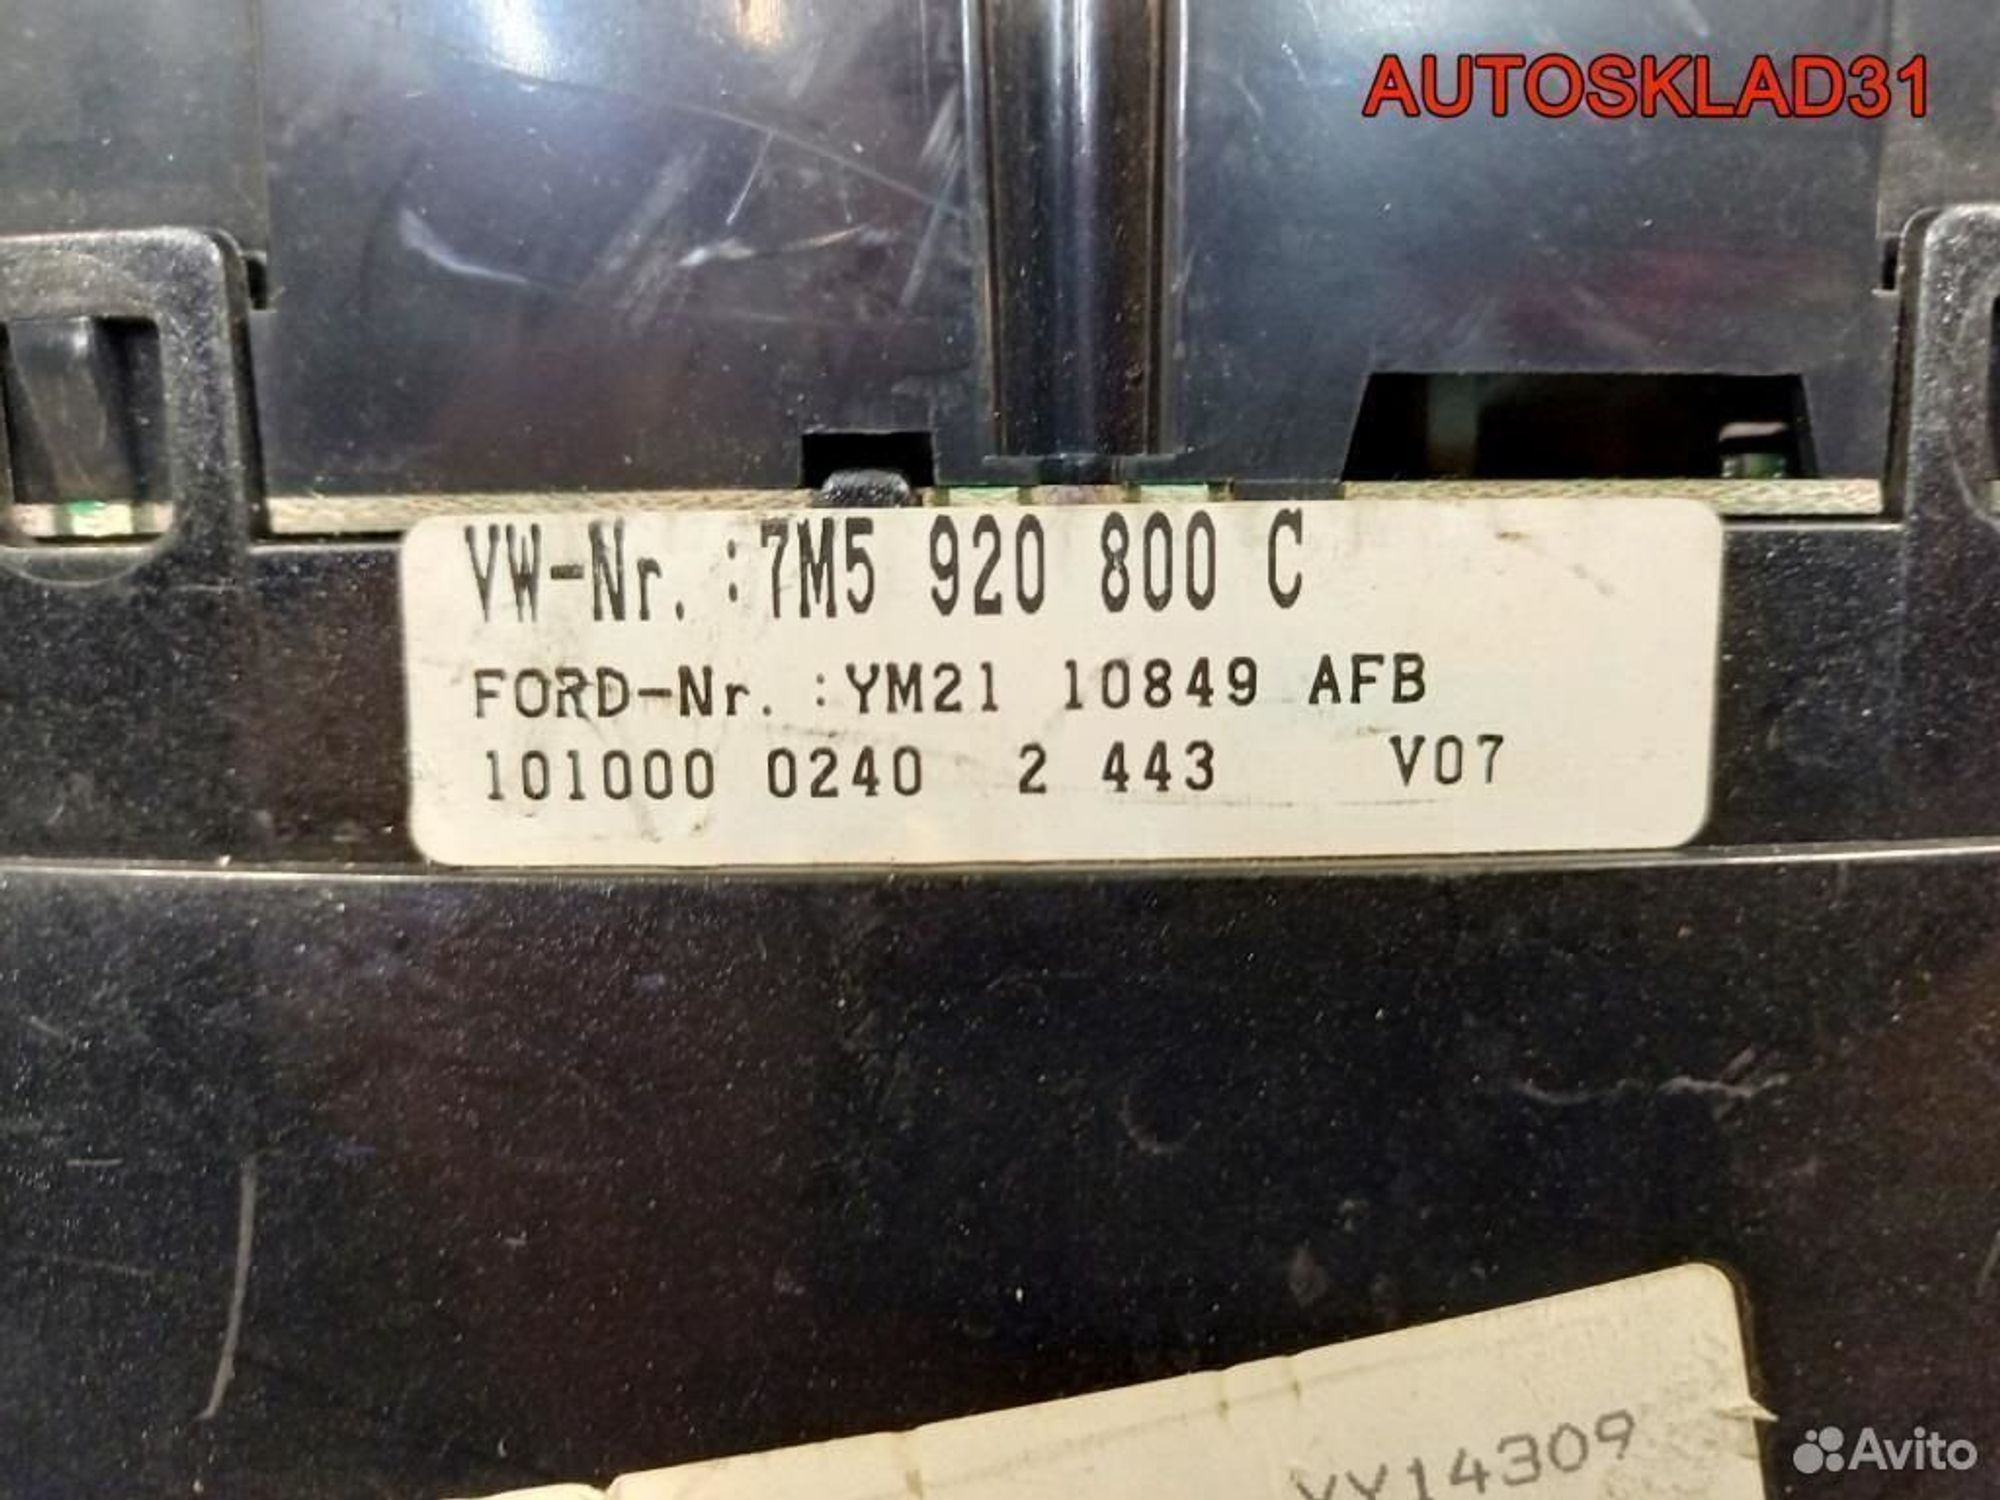 AUTOSKLAD31
VW-Nr. :7M5 920 800 C
FORD-Nr. :YM21 10849 AFB
101000 0240 2 443 V07
Avito